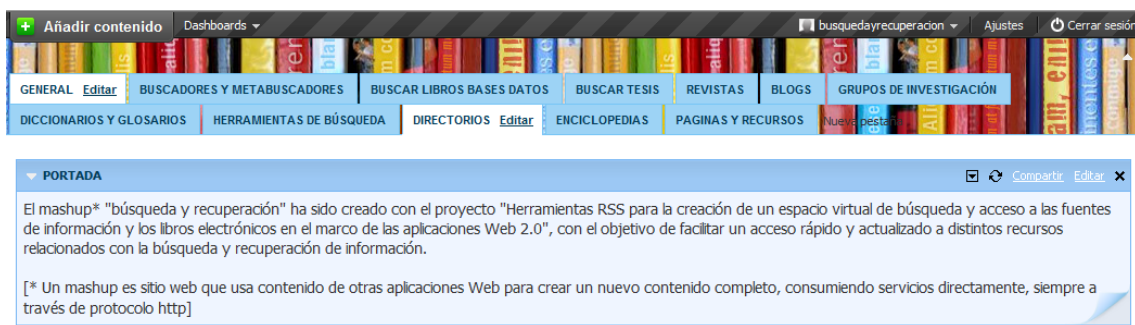 Añadir contenido Dashboards busquedayrecuperacion Ajustes Cerrar sesión
GENERAL Editar BUSCADORES Y METABUSCADORES BUSCAR LIBROS BASES DATOS BUSCAR TESIS REVISTAS BLOGS GRUPOS DE INVESTIGACIÓN
DICCIONARIOS Y GLOSARIOS HERRAMIENTAS DE BÚSQUEDA DIRECTORIOS Editar ENCICLOPEDIAS PAGINAS Y RECURSOS Nueva pestaña
PORTADA Compartir Editar
El mashup* "búsqueda y recuperación" ha sido creado con el proyecto "Herramientas RSS para la creación de un espacio virtual de búsqueda y acceso a las fuentes
de información y los libros electrónicos en el marco de las aplicaciones Web 2.0", con el objetivo de facilitar un acceso rápido y actualizado a distintos recursos
relacionados con la búsqueda y recuperación de información.
[* Un mashup es sitio web que usa contenido de otras aplicaciones Web para crear un nuevo contenido completo, consumiendo servicios directamente, siempre a
través de protocolo http]